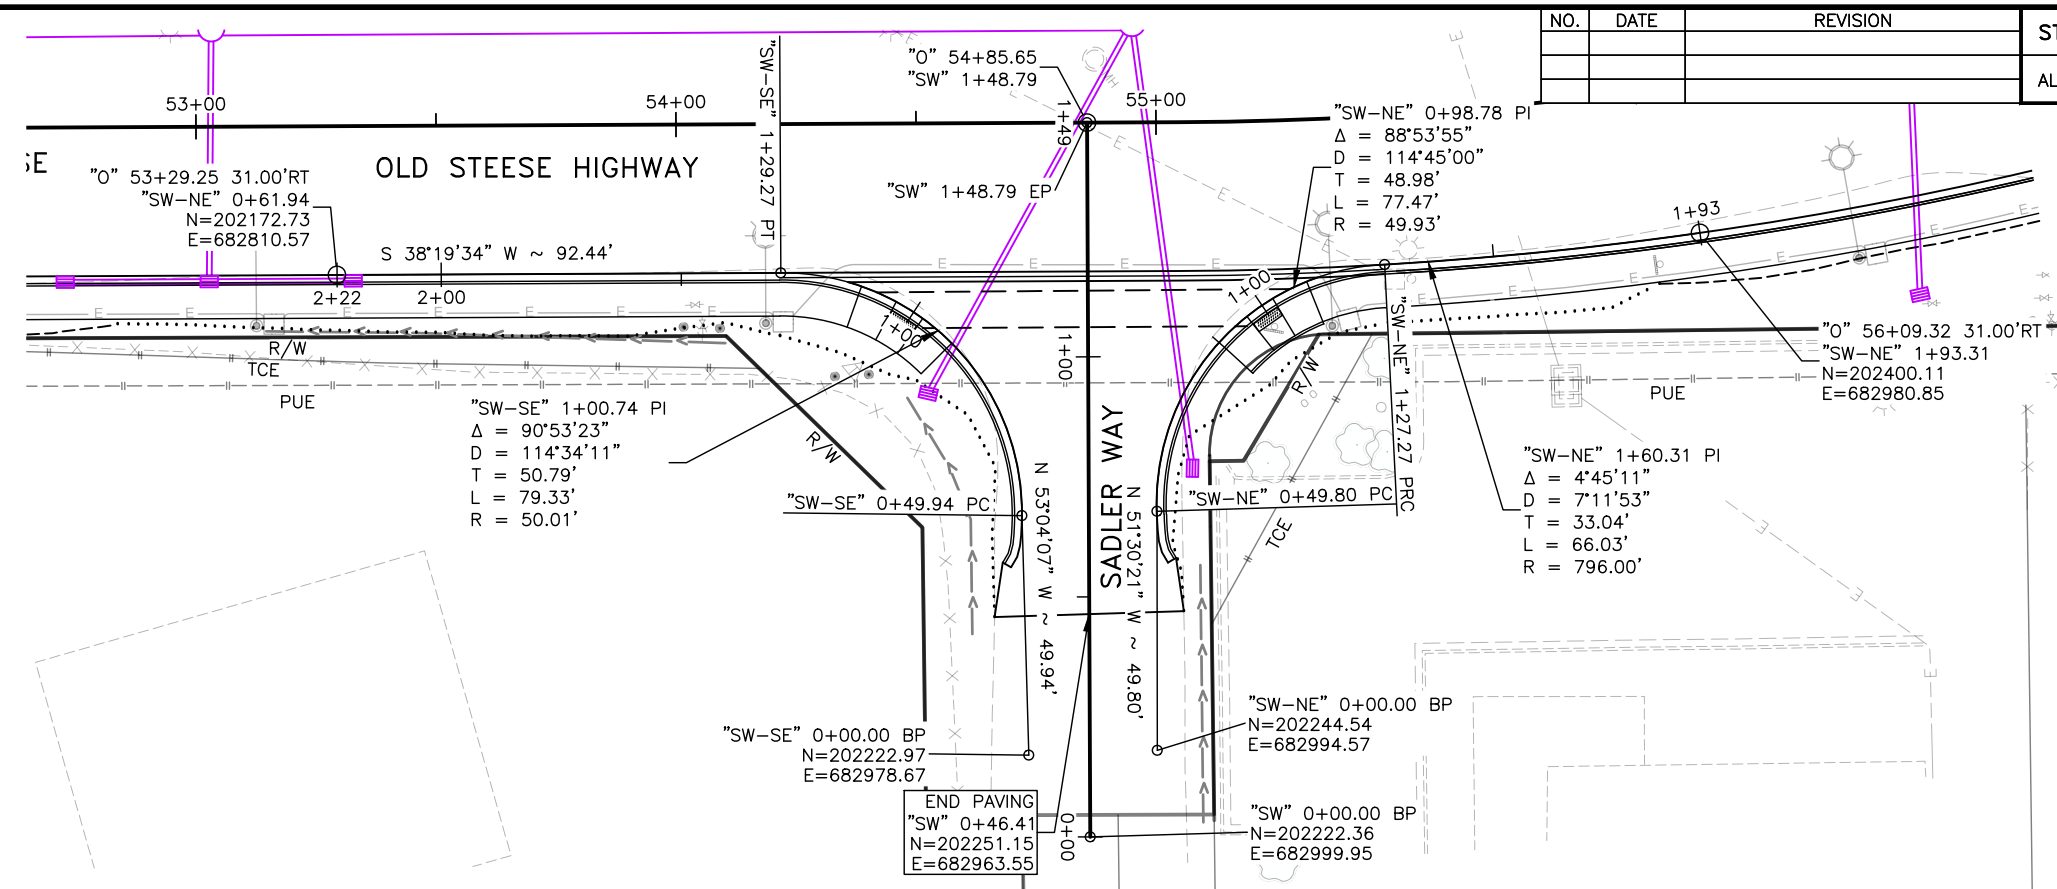 NO. DATE REVISION
ST
AL
"O" 54+85.65
"SW" 1+48.79
53+00
54+00
55+00
"SW-SE" 1+29.27 PT
1+49
SE
OLD STEESE HIGHWAY
"O" 53+29.25 31.00'RT
"SW-NE" 0+61.94
N=202172.73
E=682810.57
"SW" 1+48.79 EP
"SW-NE" 0+98.78 PI
Δ = 88°53'55"
D = 114°45'00"
T = 48.98'
L = 77.47'
R = 49.93'
1+93
S 38°19'34" W ~ 92.44'
2+22
2+00
1+00
1+00
1+00
R/W
TCE
PUE
"SW-SE" 1+00.74 PI
Δ = 90°53'23"
D = 114°34'11"
T = 50.79'
L = 79.33'
R = 50.01'
R/W
R/W
"SW-NE" 1+27.27 PRC
"O" 56+09.32 31.00'RT
"SW-NE" 1+93.31
N=202400.11
E=682980.85
PUE
"SW-NE" 1+60.31 PI
Δ = 4°45'11"
D = 7°11'53"
T = 33.04'
L = 66.03'
R = 796.00'
"SW-SE" 0+49.94 PC
"SW-NE" 0+49.80 PC
TCE
N 53°04'07" W ~ 49.94'
SADLER WAY
N 51°30'21" W ~ 49.80'
"SW-SE" 0+00.00 BP
N=202222.97
E=682978.67
"SW-NE" 0+00.00 BP
N=202244.54
E=682994.57
END PAVING
"SW" 0+46.41
N=202251.15
E=682963.55
0+00
"SW" 0+00.00 BP
N=202222.36
E=682999.95